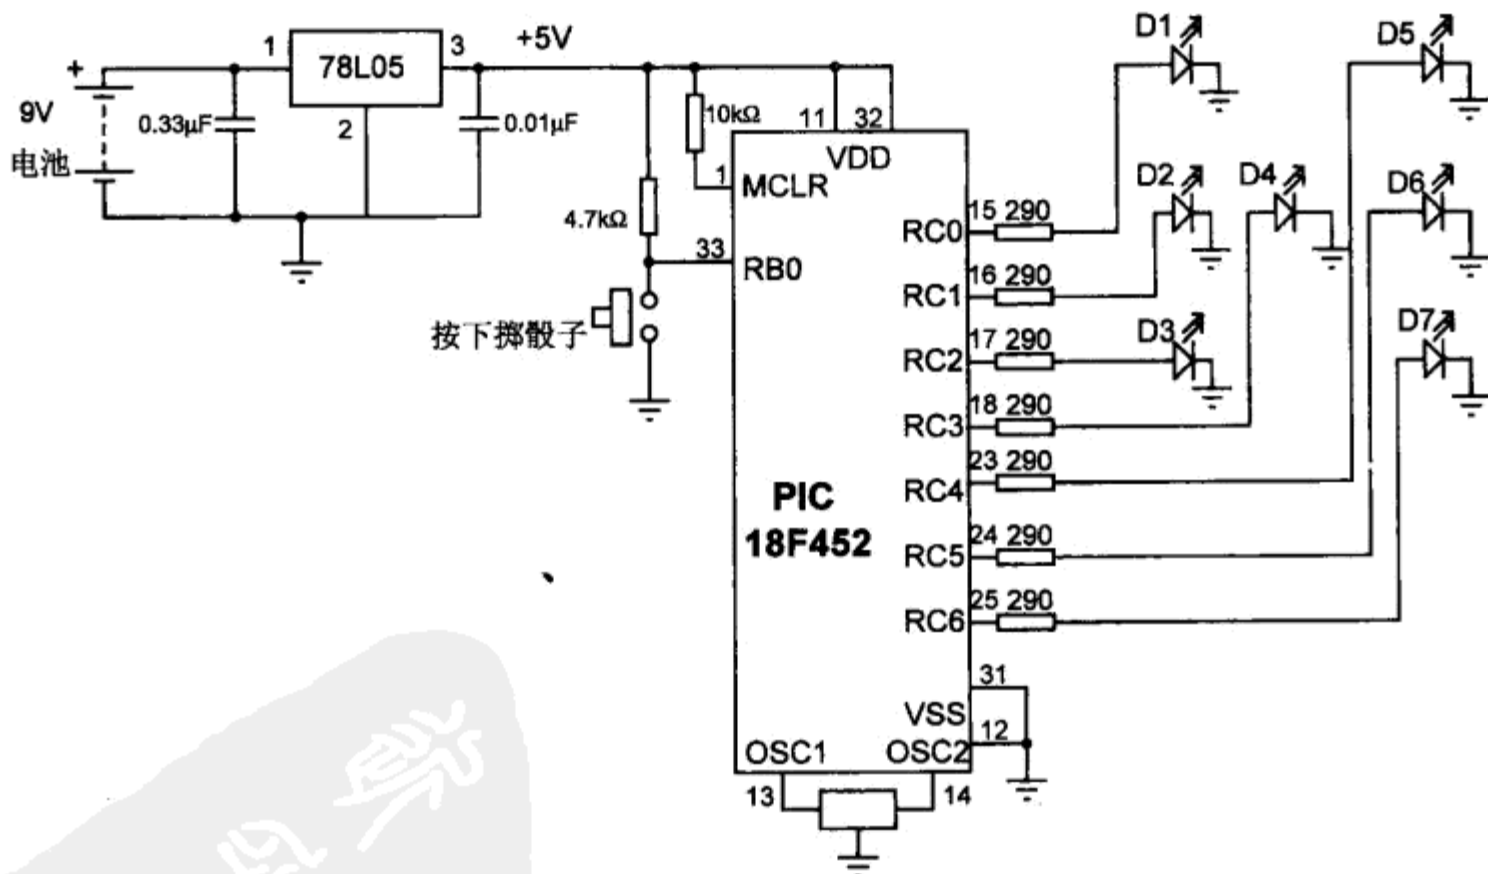 +5V
1
78L05
3
2
+
9V
电池
0.33μF
0.01μF
10kΩ
4.7kΩ
按下掷骰子
11
32
VDD
1
MCLR
33
RB0
PIC
18F452
RC0
15
290
RC1
16
290
RC2
17
290
RC3
18
290
RC4
23
290
RC5
24
290
RC6
25
290
31
VSS
12
OSC1
OSC2
13
14
D1
D2
D3
D4
D5
D6
D7